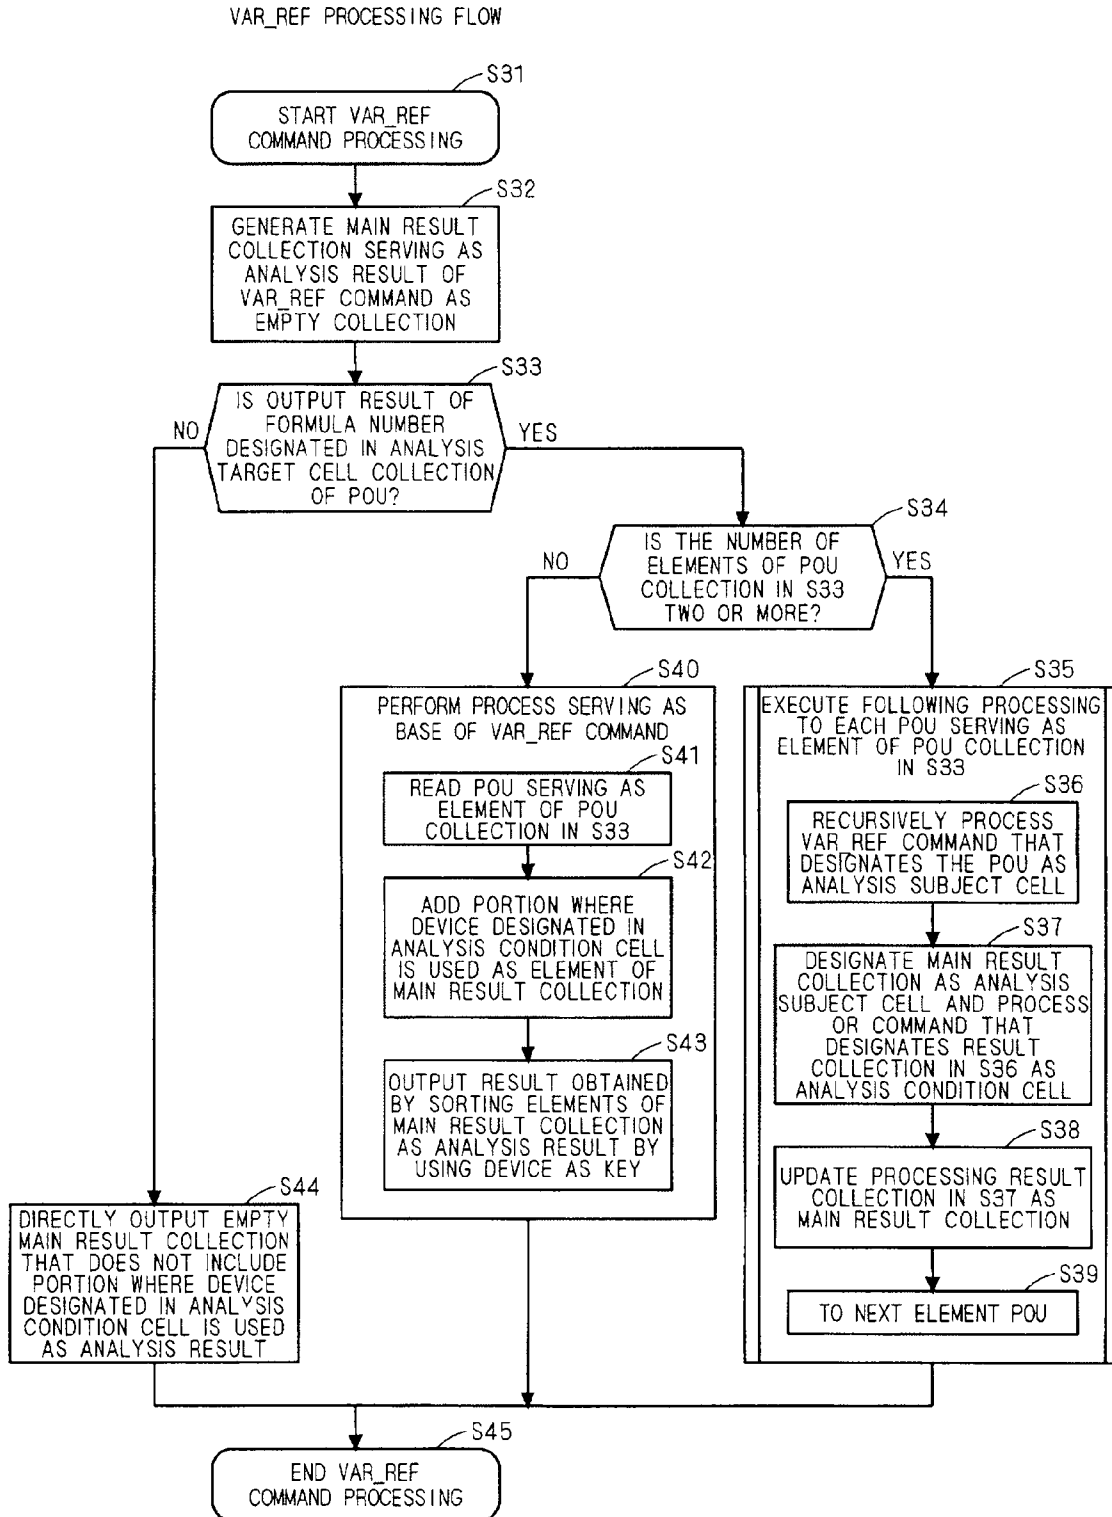 VAR_REF PROCESSING FLOW
S31
START VAR_REF
COMMAND PROCESSING
S32
GENERATE MAIN RESULT
COLLECTION SERVING AS
ANALYSIS RESULT OF
VAR_REF COMMAND AS
EMPTY COLLECTION
S33
IS OUTPUT RESULT OF
FORMULA NUMBER
DESIGNATED IN ANALYSIS
TARGET CELL COLLECTION
OF POU?
NO
YES
S34
IS THE NUMBER OF
ELEMENTS OF POU
COLLECTION IN S33
TWO OR MORE?
NO
YES
S40
PERFORM PROCESS SERVING AS
BASE OF VAR_REF COMMAND
S41
READ POU SERVING AS
ELEMENT OF POU
COLLECTION IN S33
S42
ADD PORTION WHERE
DEVICE DESIGNATED IN
ANALYSIS CONDITION CELL
IS USED AS ELEMENT OF
MAIN RESULT COLLECTION
S43
OUTPUT RESULT OBTAINED
BY SORTING ELEMENTS OF
MAIN RESULT COLLECTION
AS ANALYSIS RESULT BY
USING DEVICE AS KEY
S35
EXECUTE FOLLOWING PROCESSING
TO EACH POU SERVING AS
ELEMENT OF POU COLLECTION
IN S33
S36
RECURSIVELY PROCESS
VAR_REF COMMAND THAT
DESIGNATES THE POU AS
ANALYSIS SUBJECT CELL
S37
DESIGNATE MAIN RESULT
COLLECTION AS ANALYSIS
SUBJECT CELL AND PROCESS
OR COMMAND THAT
DESIGNATES RESULT
COLLECTION IN S36 AS
ANALYSIS CONDITION CELL
S38
UPDATE PROCESSING RESULT
COLLECTION IN S37 AS
MAIN RESULT COLLECTION
S39
TO NEXT ELEMENT POU
S44
DIRECTLY OUTPUT EMPTY
MAIN RESULT COLLECTION
THAT DOES NOT INCLUDE
PORTION WHERE DEVICE
DESIGNATED IN ANALYSIS
CONDITION CELL IS USED
AS ANALYSIS RESULT
S45
END VAR_REF
COMMAND PROCESSING